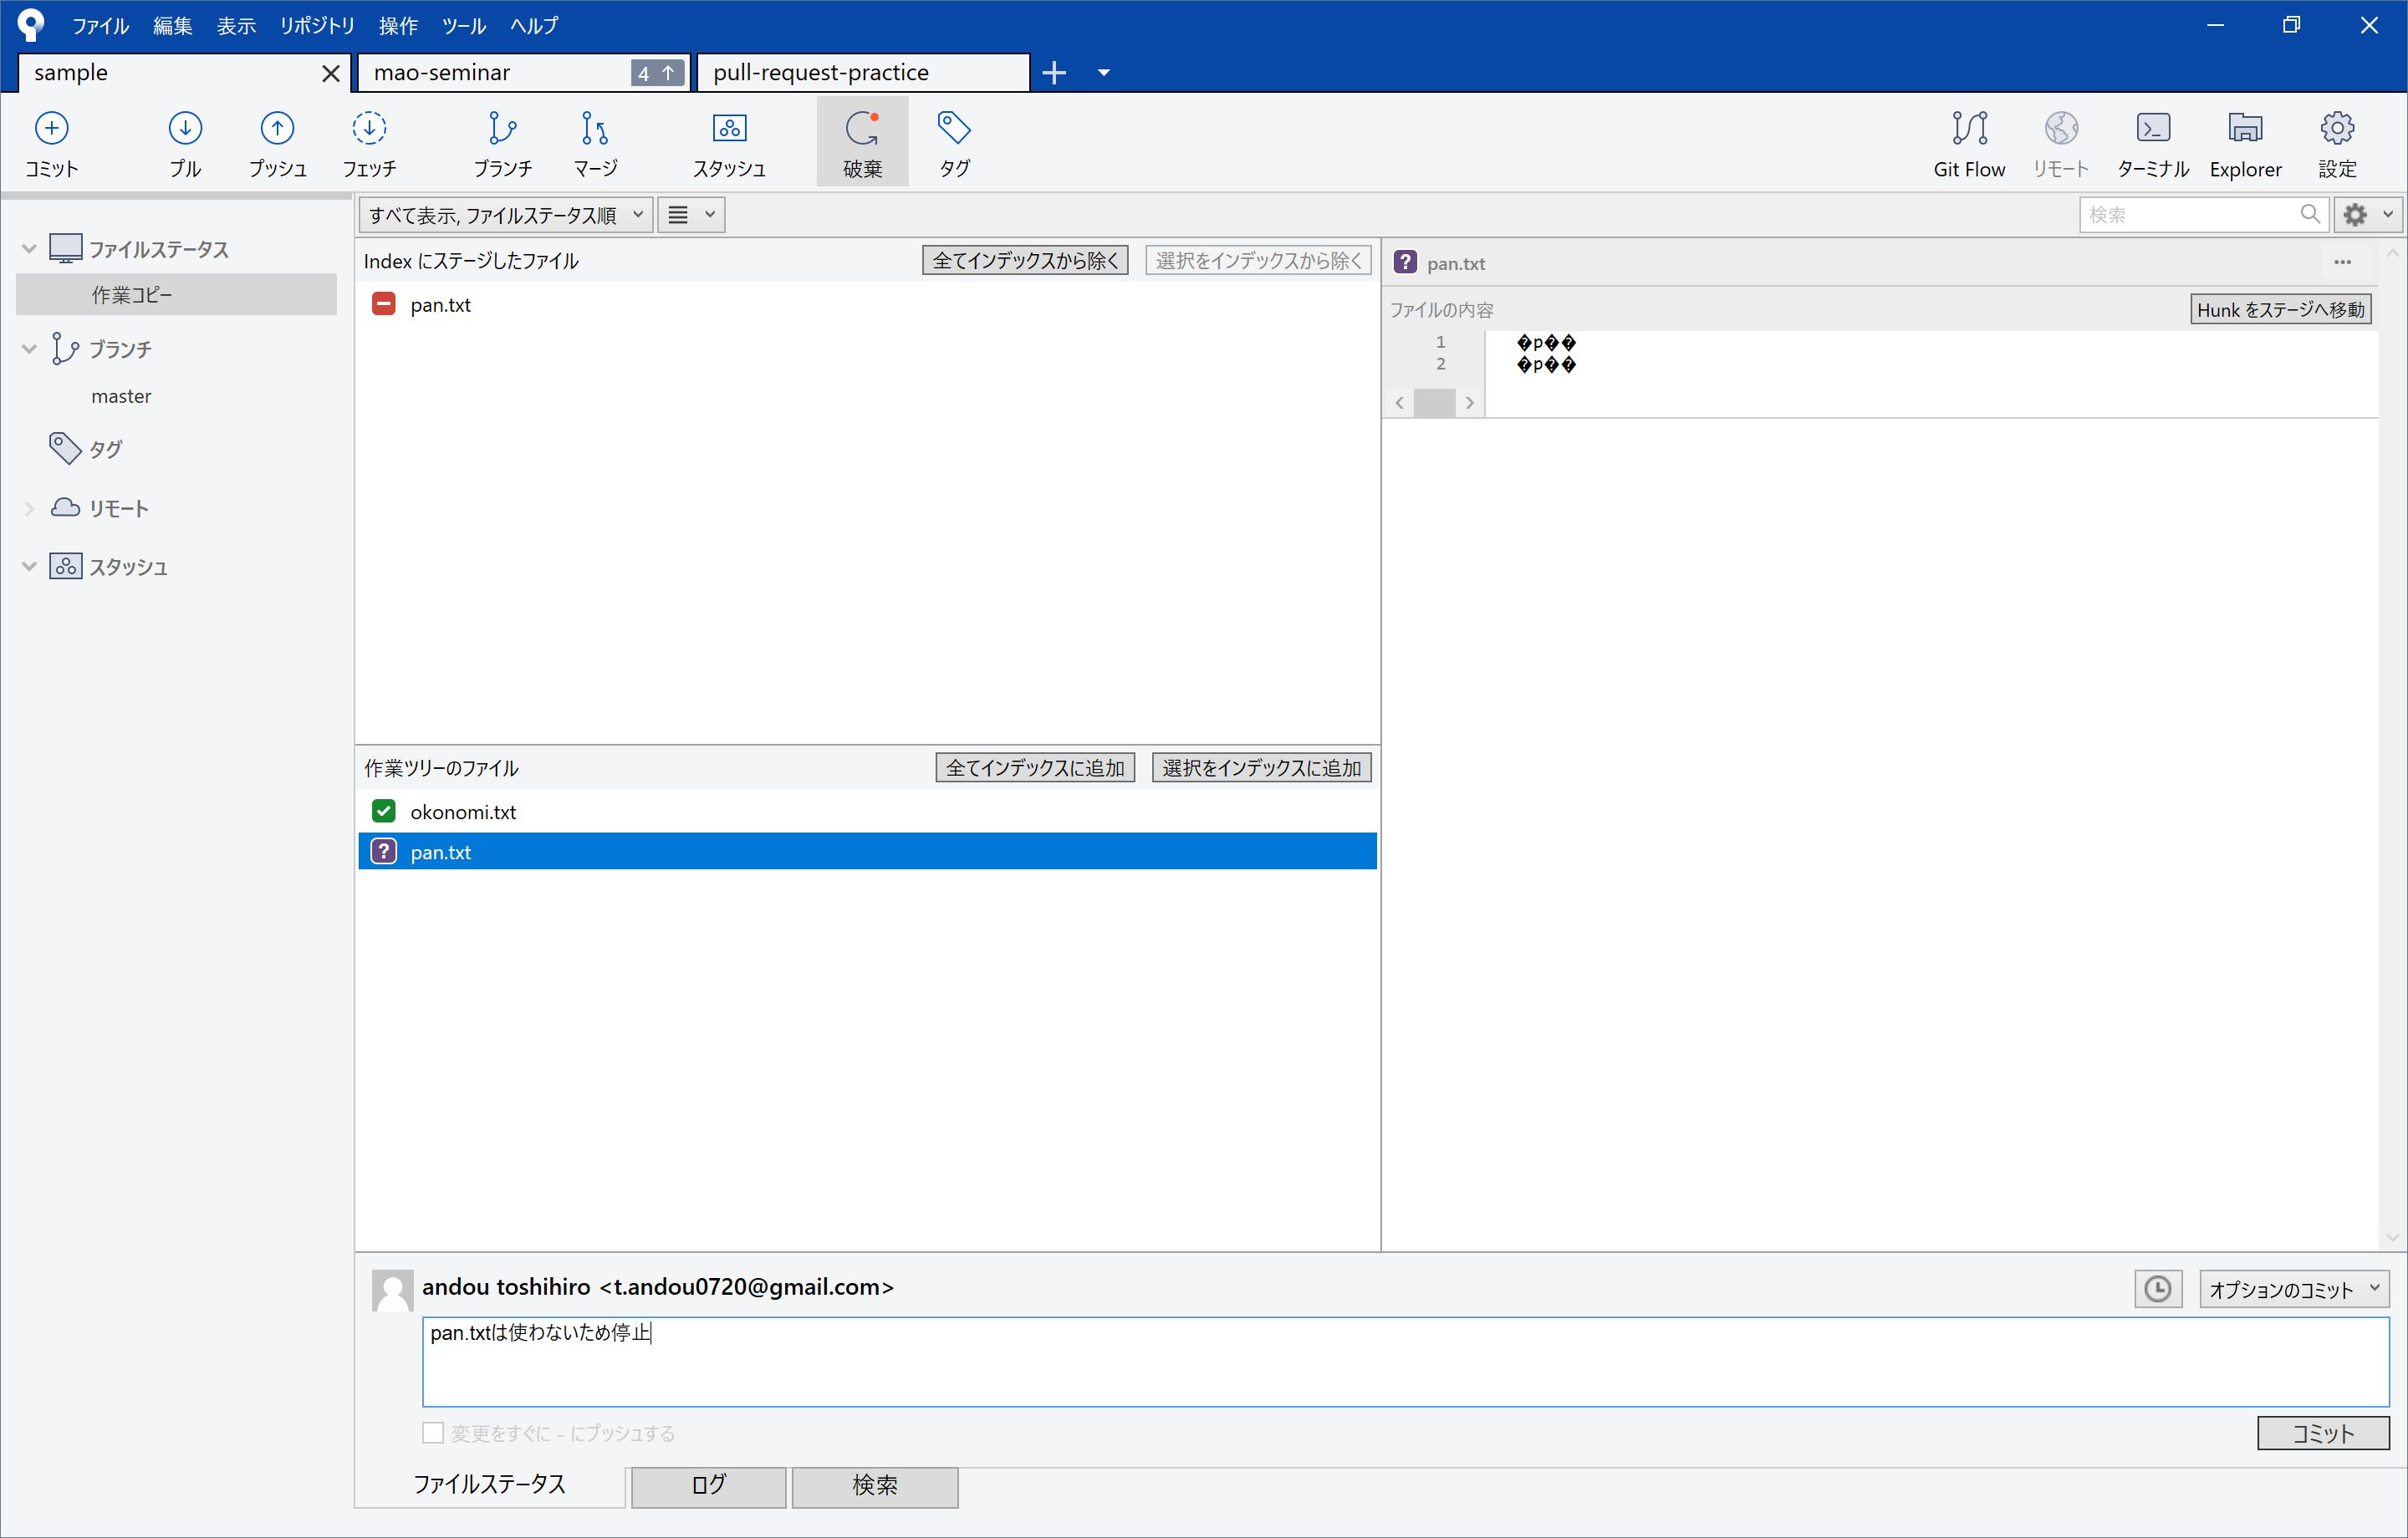 ファイル 編集 表示 リポジトリ 操作 ツール ヘルプ
sample mao-seminar 4 ↑ pull-request-practice
コミット プル プッシュ フェッチ ブランチ マージ スタッシュ 破棄 タグ Git Flow リモート ターミナル Explorer 設定
すべて表示, ファイルステータス順 検索
ファイルステータス
作業コピー
ブランチ
master
タグ
リモート
スタッシュ
Index にステージしたファイル 全てインデックスから除く 選択をインデックスから除く
pan.txt
作業ツリーのファイル 全てインデックスに追加 選択をインデックスに追加
okonomi.txt
pan.txt
pan.txt
ファイルの内容 Hunk をステージへ移動
1 �p��
2 �p��
andou toshihiro <t.andou0720@gmail.com> オプションのコミット
pan.txtは使わないため停止
変更をすぐに - にプッシュする コミット
ファイルステータス ログ 検索